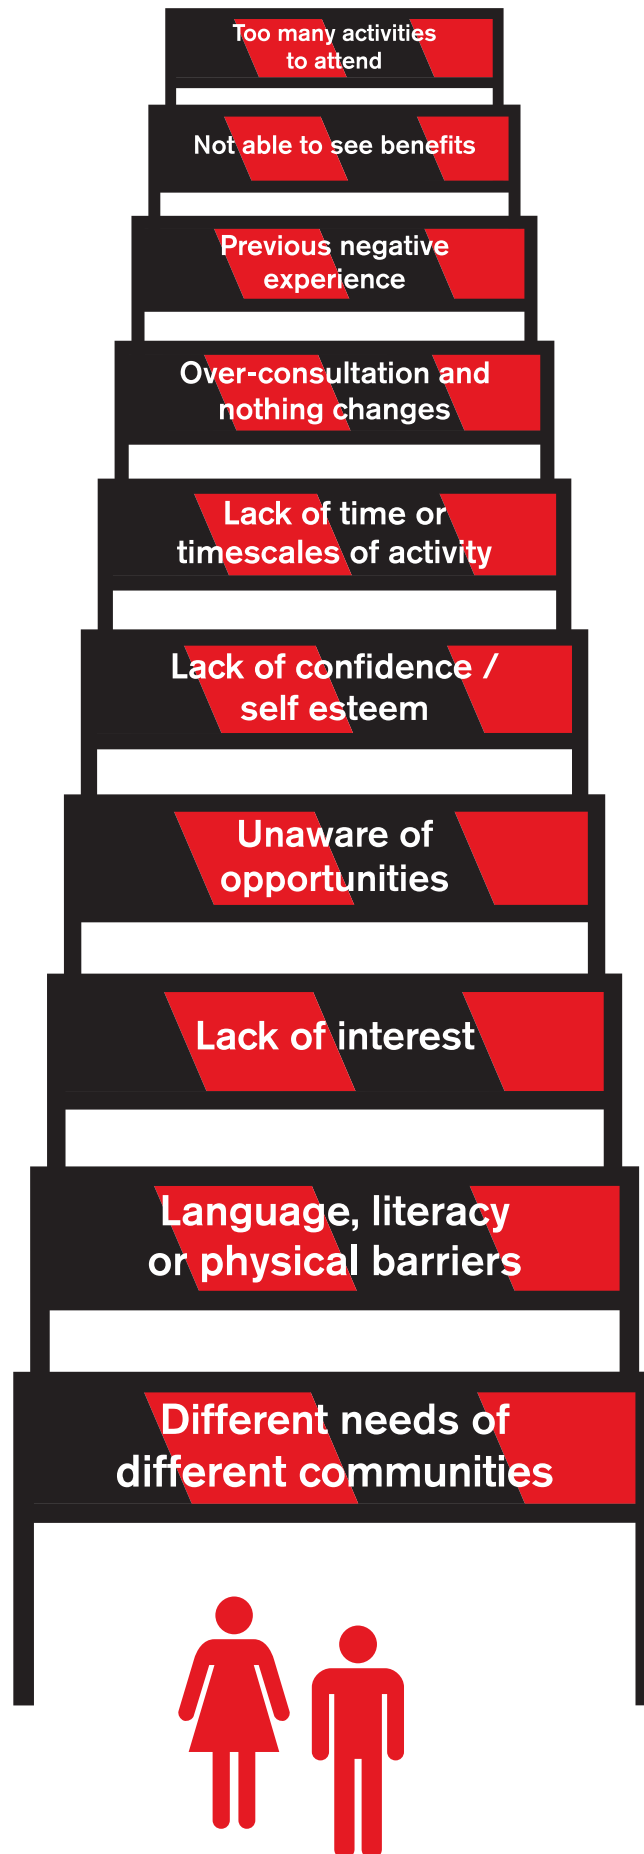 Too many activities
to attend
Not able to see benefits
Previous negative
experience
Over-consultation and
nothing changes
Lack of time or
timescales of activity
Lack of confidence /
self esteem
Unaware of
opportunities
Lack of interest
Language, literacy
or physical barriers
Different needs of
different communities